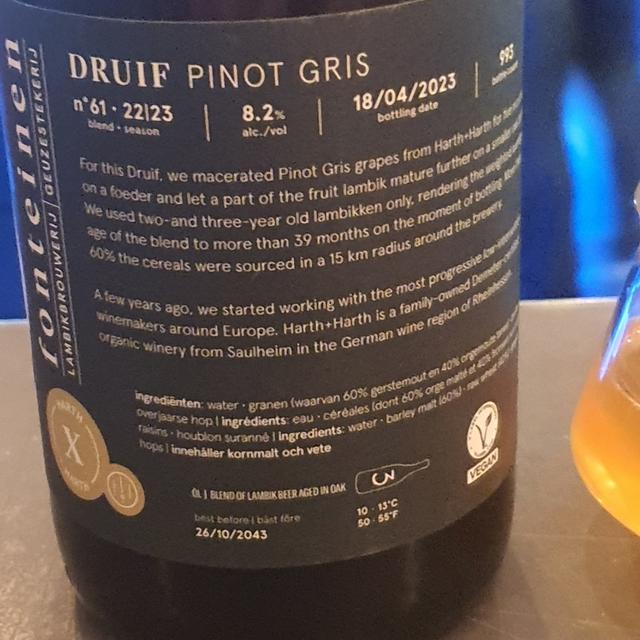 fonteinen
LAMBIKBROUWERIJ | GEUZESTEKERIJ
DRUIF PINOT GRIS
n°61 · 22|23
blend · season
8.2%
alc./vol
18/04/2023
bottling date
993
For this Druif, we macerated Pinot Gris grapes from Harth+Harth for
on a foeder and let a part of the fruit lambik mature further on a smaller
We used two-and three-year old lambikken only, rendering the weighted
age of the blend to more than 39 months on the moment of bottling.
60% the cereals were sourced in a 15 km radius around the brewery.
A few years ago, we started working with the most progressive
winemakers around Europe. Harth+Harth is a family-owned Demeter-
organic winery from Saulheim in the German wine region of Rheinhessen.
ingrediënten: water · granen (waarvan 60% gerstemout en 40%
overjaarse hop | ingrédients: eau · céréales (dont 60% orge malté et 40%
raisins · houblon suranné | ingredients: water · barley malt (60%) · raw wheat
hops | innehåller kornmalt och vete
HARTH
X
HARTH
ÖL | BLEND OF LAMBIK BEER AGED IN OAK
10 - 13°C
50 - 55°F
V
VEGAN
best before | bäst före
26/10/2043